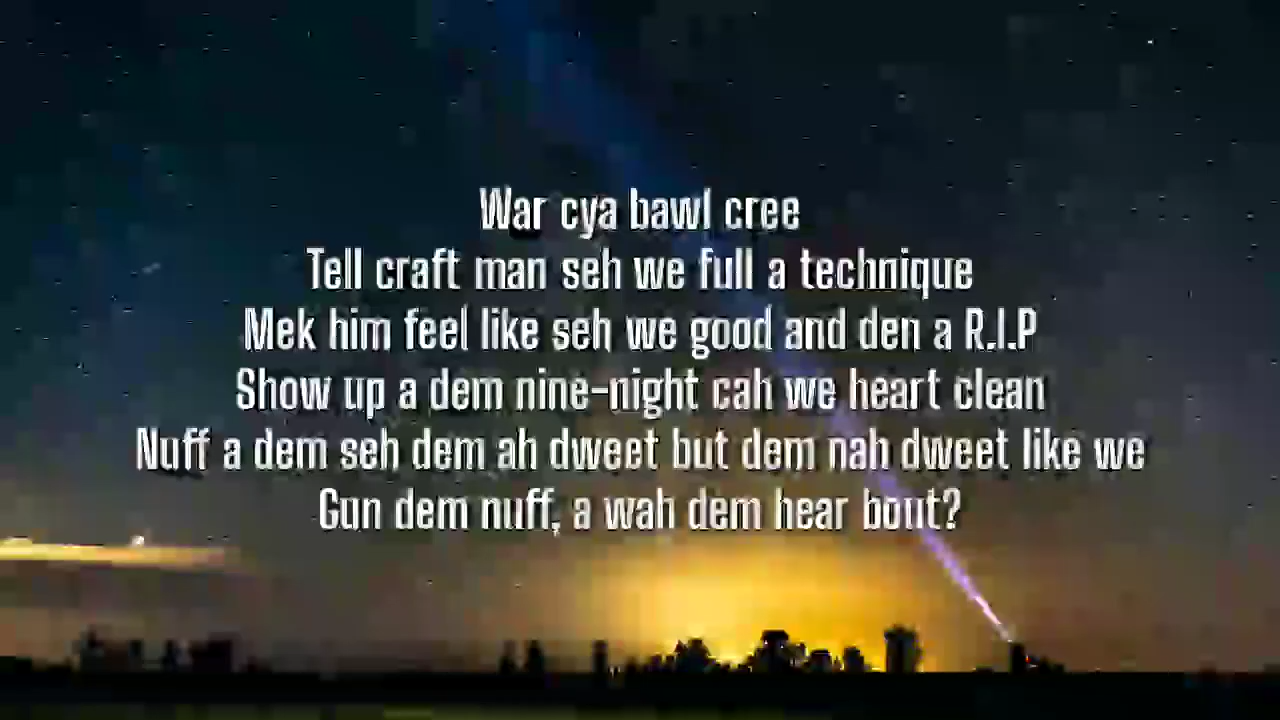 War cya bawl cree
Tell craft man seh we full a technique
Mek him feel like seh we good and den a R.I.P
Show up a dem nine-night cah we heart clean
Nuff a dem seh dem ah dweet but dem nah dweet like we
Gun dem nuff, a wah dem hear bout?